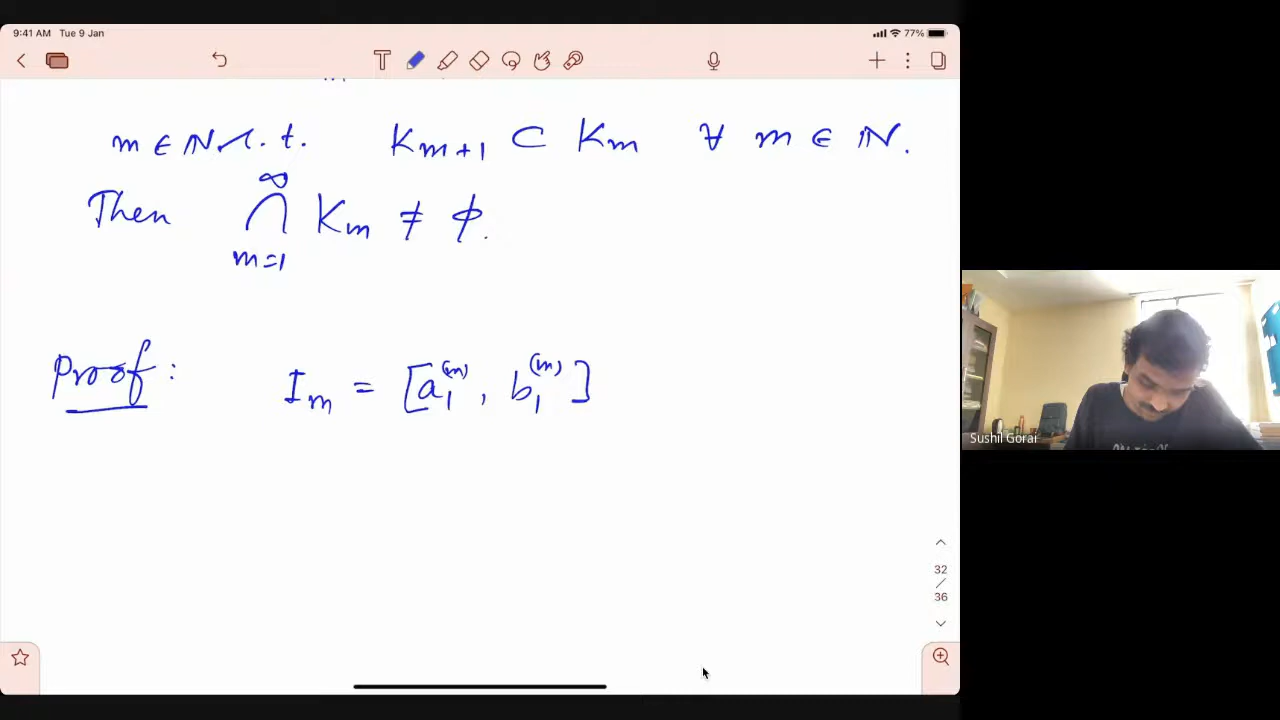 9:41 AM Tue 9 Jan
77%
m ∈ ℕ s.t. K_{m+1} ⊂ K_m ∀ m ∈ ℕ.
Then ⋂_{m=1}^{∞} K_m ≠ ϕ.
Proof : I_m = [a_1^{(m)}, b_1^{(m)}]
Sushil Gorai
32
/
36